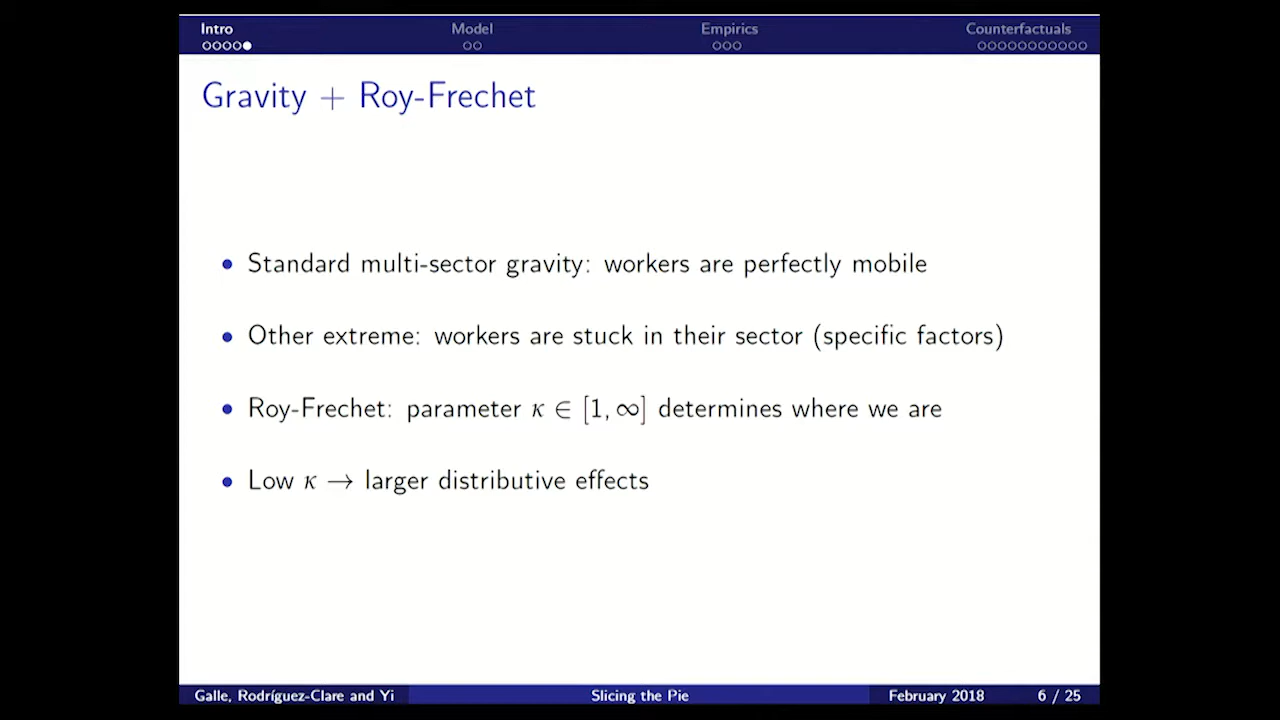 Intro Model Empirics Counterfactuals
Gravity + Roy-Frechet
• Standard multi-sector gravity: workers are perfectly mobile
• Other extreme: workers are stuck in their sector (specific factors)
• Roy-Frechet: parameter κ ∈ [1, ∞] determines where we are
• Low κ → larger distributive effects
Galle, Rodríguez-Clare and Yi Slicing the Pie February 2018 6 / 25